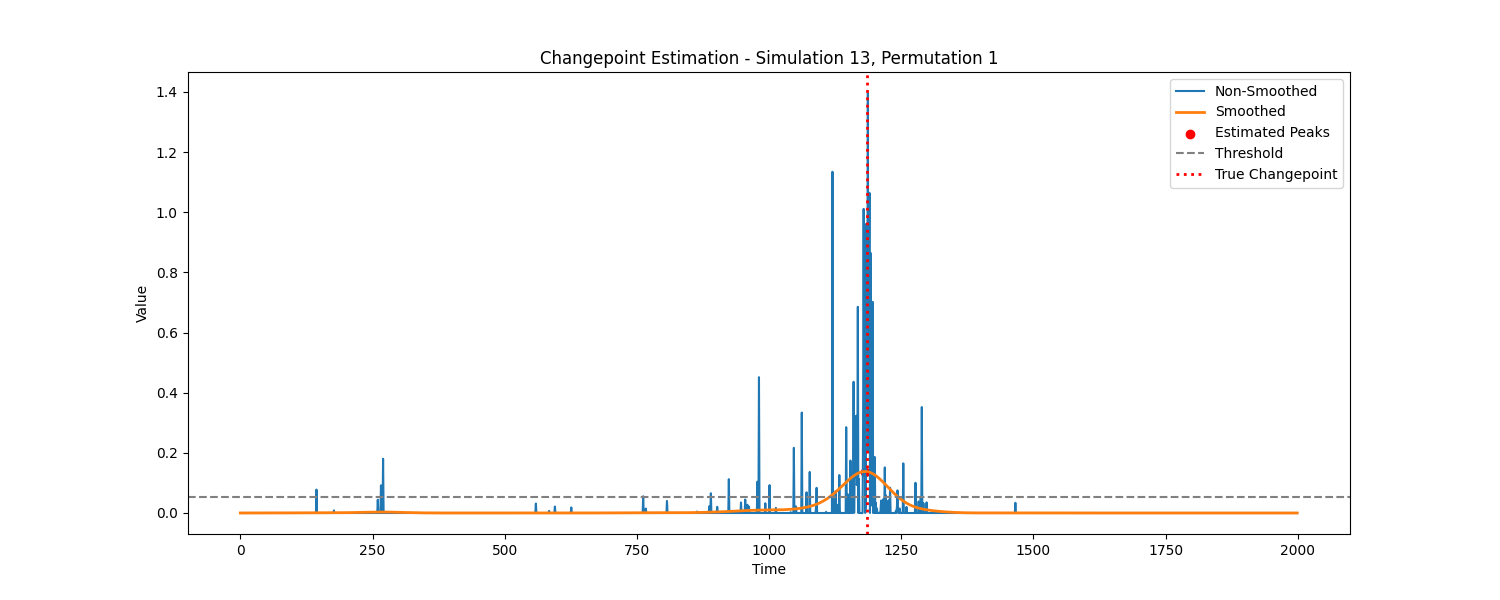 Changepoint Estimation - Simulation 13, Permutation 1
Non-Smoothed
Smoothed
Estimated Peaks
Threshold
True Changepoint
Value
1.4
1.2
1.0
0.8
0.6
0.4
0.2
0.0
0 250 500 750 1000 1250 1500 1750 2000
Time